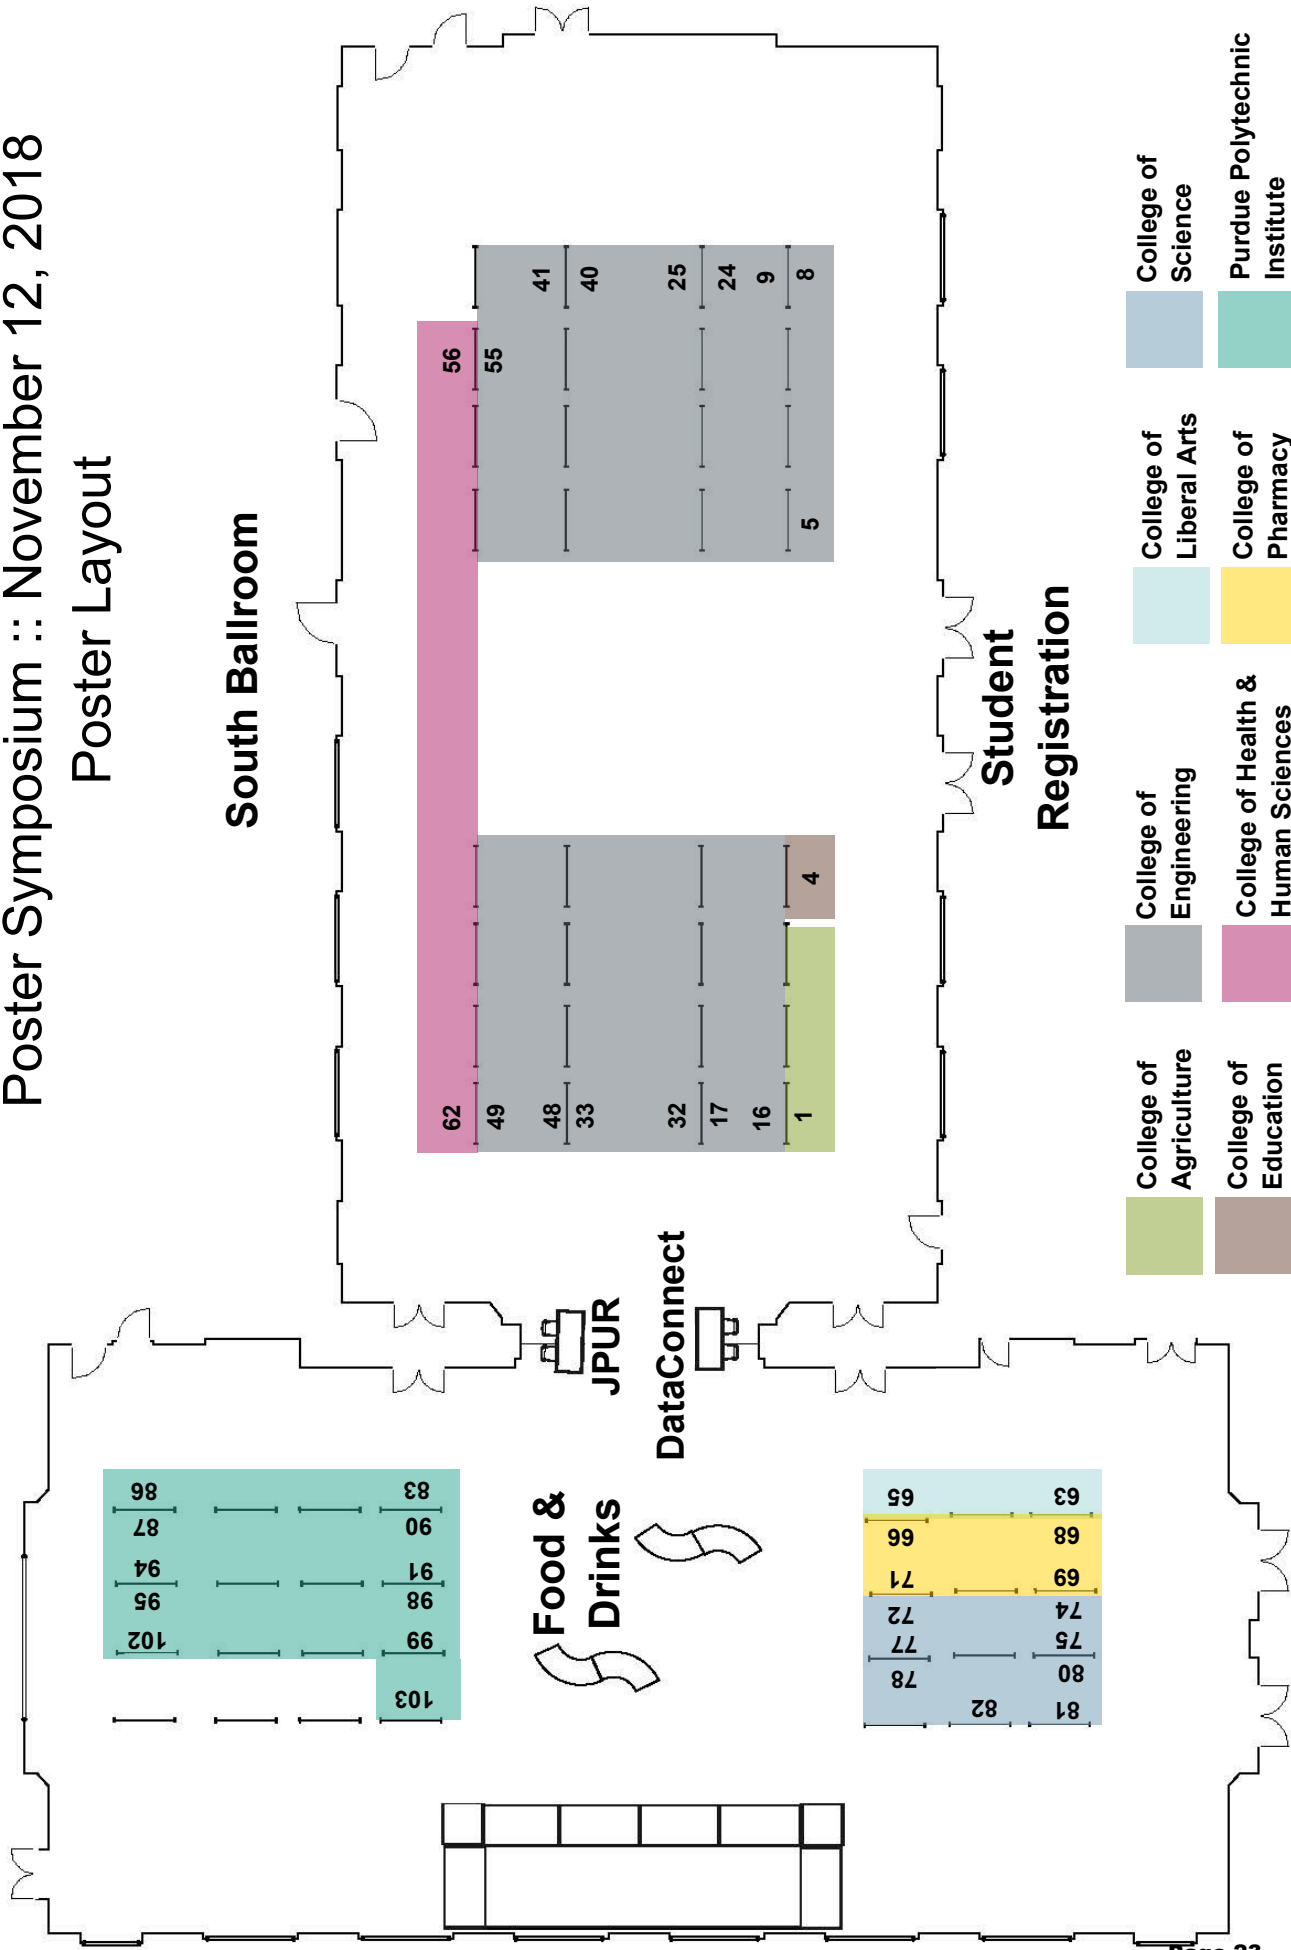 Poster Symposium :: November 12, 2018
Poster Layout
South Ballroom
62
56
49
55
48
41
33
40
32
25
17
24
16
9
1
4
5
8
Student
Registration
JPUR
DataConnect
Food &
Drinks
86
83
87
90
94
91
95
98
102
99
103
65
63
66
68
71
69
72
74
77
75
78
80
82
81
College of
Agriculture
College of
Engineering
College of
Liberal Arts
College of
Science
College of
Education
College of Health &
Human Sciences
College of
Pharmacy
Purdue Polytechnic
Institute
Page 23